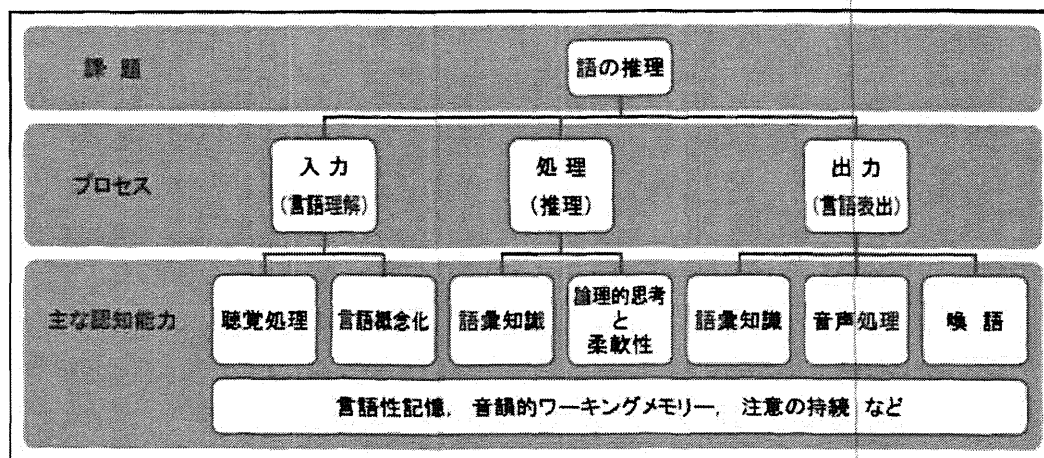 課題
語の推理
プロセス
入力
(言語理解)
処理
(推理)
出力
(言語表出)
主な認知能力
聴覚処理
言語概念化
語彙知識
論理的思考
と
柔軟性
語彙知識
音声処理
喚語
言語性記憶, 音韻的ワーキングメモリー, 注意の持続 など